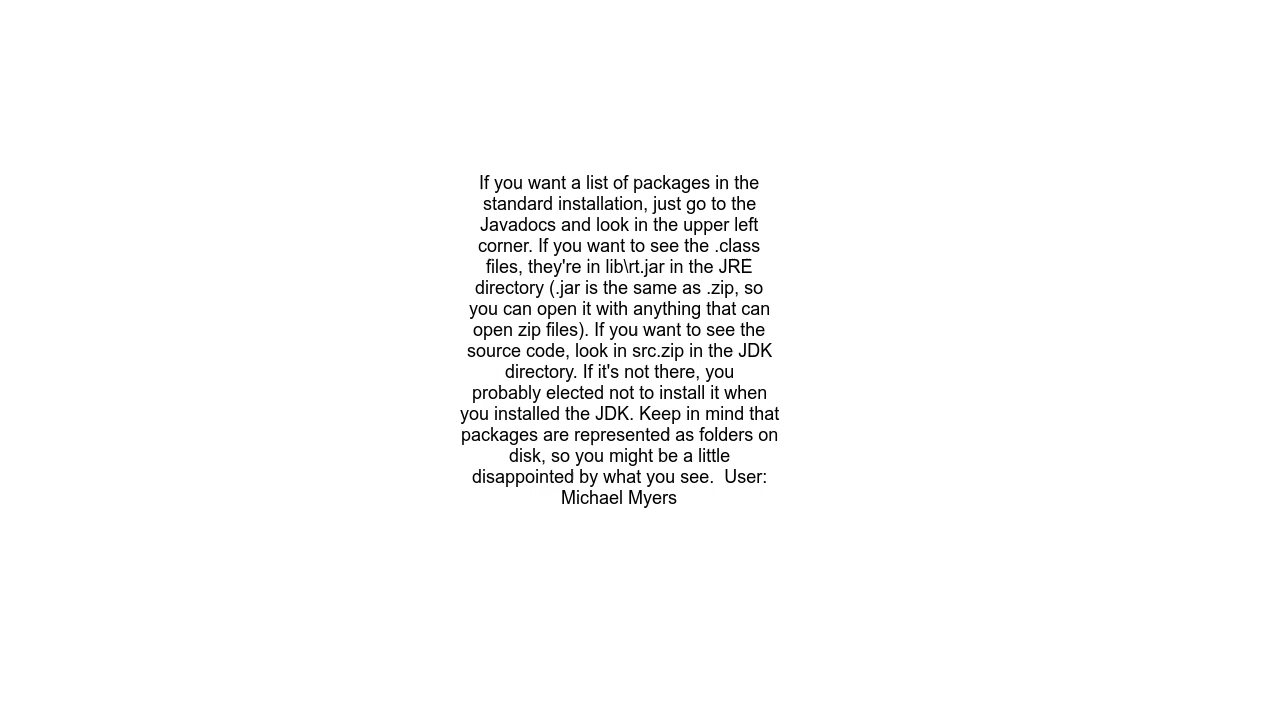 If you want a list of packages in the
standard installation, just go to the
Javadocs and look in the upper left
corner. If you want to see the .class
files, they're in lib\rt.jar in the JRE
directory (.jar is the same as .zip, so
you can open it with anything that can
open zip files). If you want to see the
source code, look in src.zip in the JDK
directory. If it's not there, you
probably elected not to install it when
you installed the JDK. Keep in mind that
packages are represented as folders on
disk, so you might be a little
disappointed by what you see.  User:
Michael Myers